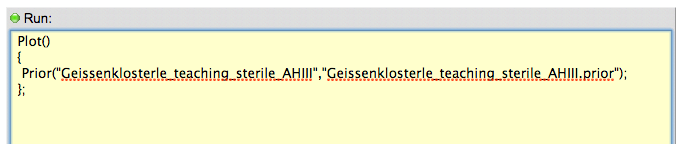 Run:
Plot()
{
Prior("Geissenklosterle_teaching_sterile_AHIII","Geissenklosterle_teaching_sterile_AHIII.prior");
};